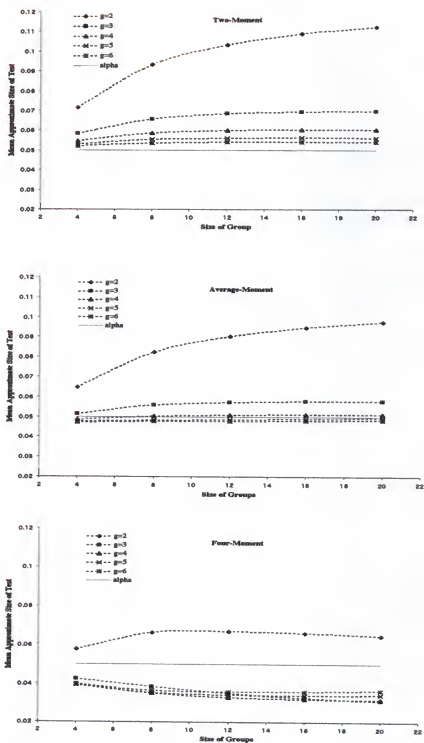 0.12
0.11
0.10
0.09
0.08
0.07
0.06
0.05
0.04
0.03
0.02
Mean Approximate Size of Test
g=2
g=3
g=4
g=5
g=6
alpha
Two-Moment
2 4 6 8 10 12 14 16 18 20 22
Size of Group
0.12
0.11
0.10
0.09
0.08
0.07
0.06
0.05
0.04
0.03
0.02
Mean Approximate Size of Test
g=2
g=3
g=4
g=5
g=6
alpha
Average-Moment
2 4 6 8 10 12 14 16 18 20 22
Size of Groups
0.12
0.10
0.08
0.06
0.04
0.02
Mean Approximate Size of Test
g=2
g=3
g=4
g=5
g=6
alpha
Four-Moment
2 4 6 8 10 12 14 16 18 20 22
Size of Groups